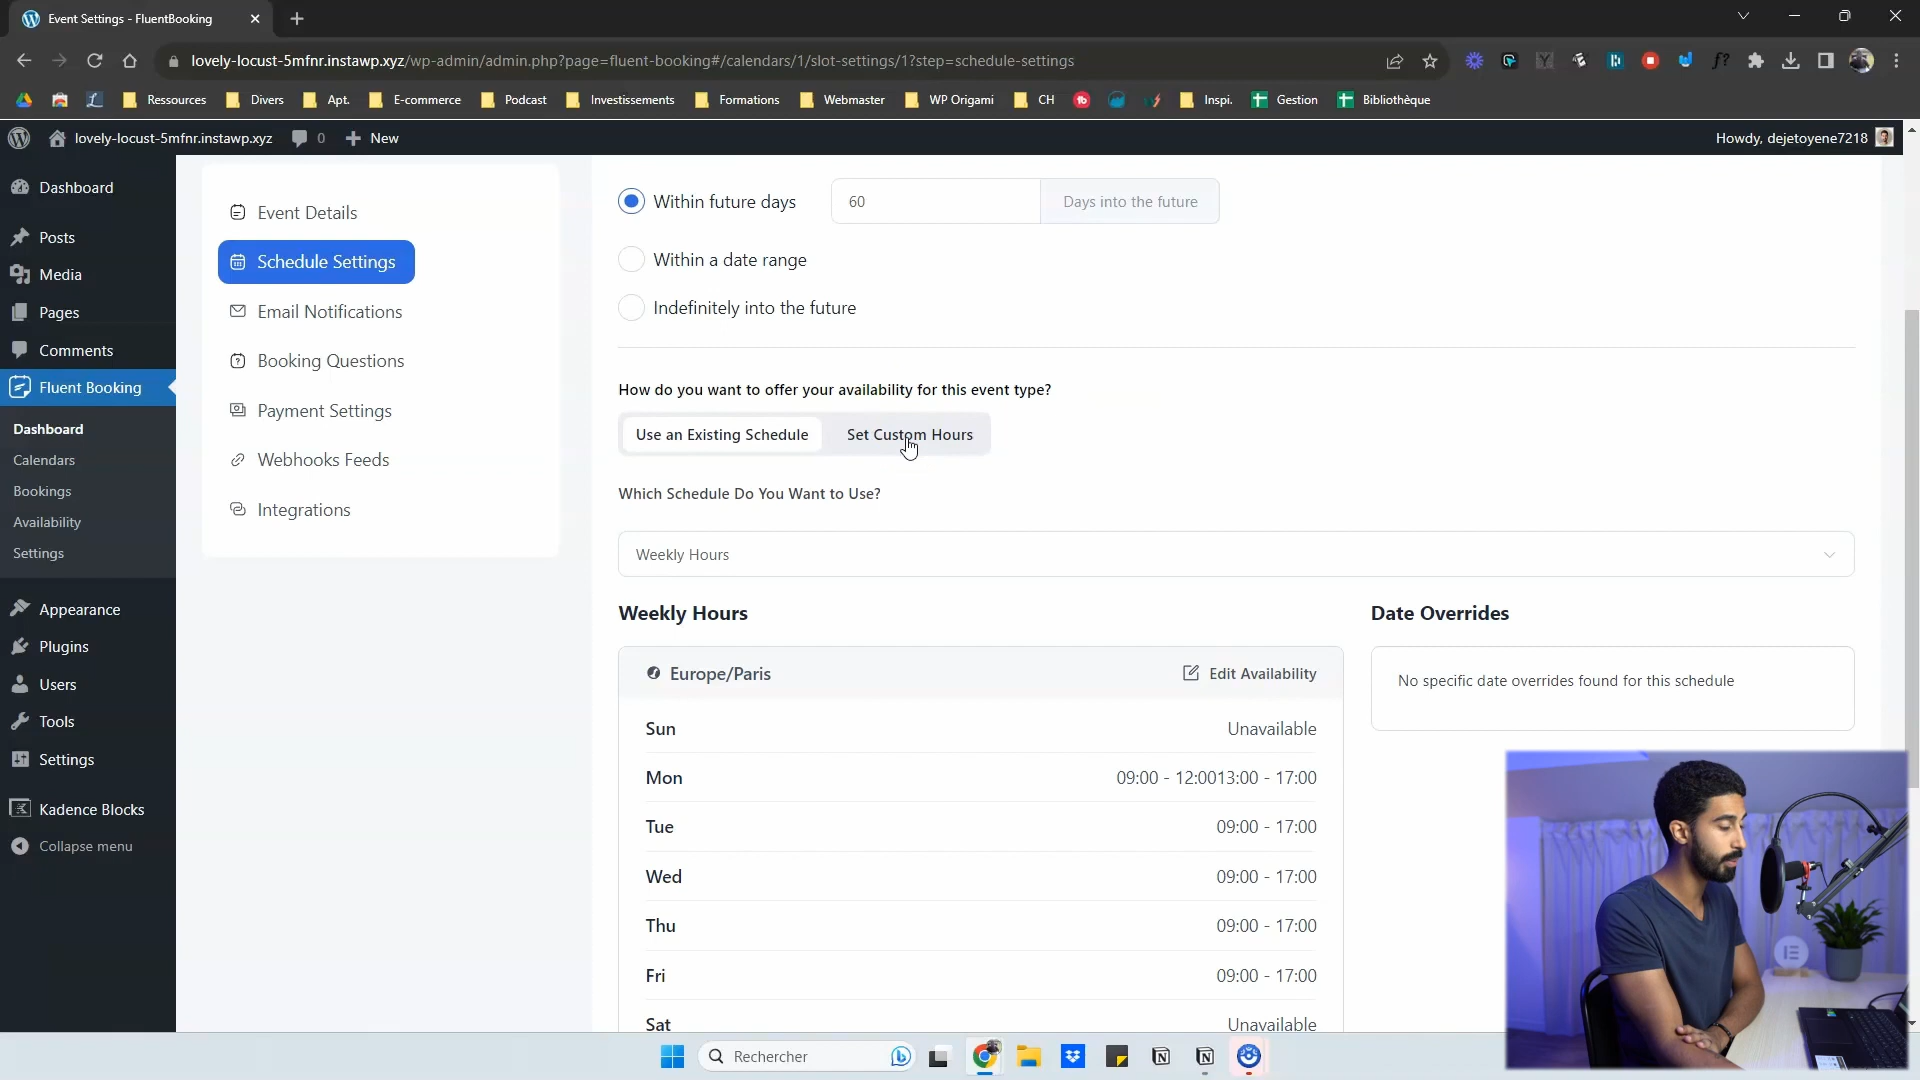 Event Settings - FluentBooking
lovely-locust-5mfnr.instawp.xyz/wp-admin/admin.php?page=fluent-booking#/calendars/1/slot-settings/1?step=schedule-settings
Ressources
Divers
Apt.
E-commerce
Podcast
Investissements
Formations
Webmaster
WP Origami
CH
Inspi.
Gestion
Bibliothèque
lovely-locust-5mfnr.instawp.xyz
0
New
Howdy, dejetoyene7218
Dashboard
Posts
Media
Pages
Comments
Fluent Booking
Dashboard
Calendars
Bookings
Availability
Settings
Appearance
Plugins
Users
Tools
Settings
Kadence Blocks
Collapse menu
Event Details
Schedule Settings
Email Notifications
Booking Questions
Payment Settings
Webhooks Feeds
Integrations
Within future days
60
Days into the future
Within a date range
Indefinitely into the future
How do you want to offer your availability for this event type?
Use an Existing Schedule
Set Custom Hours
Which Schedule Do You Want to Use?
Weekly Hours
Weekly Hours
Europe/Paris
Edit Availability
Sun Unavailable
Mon 09:00 - 12:0013:00 - 17:00
Tue 09:00 - 17:00
Wed 09:00 - 17:00
Thu 09:00 - 17:00
Fri 09:00 - 17:00
Sat Unavailable
Date Overrides
No specific date overrides found for this schedule
Rechercher